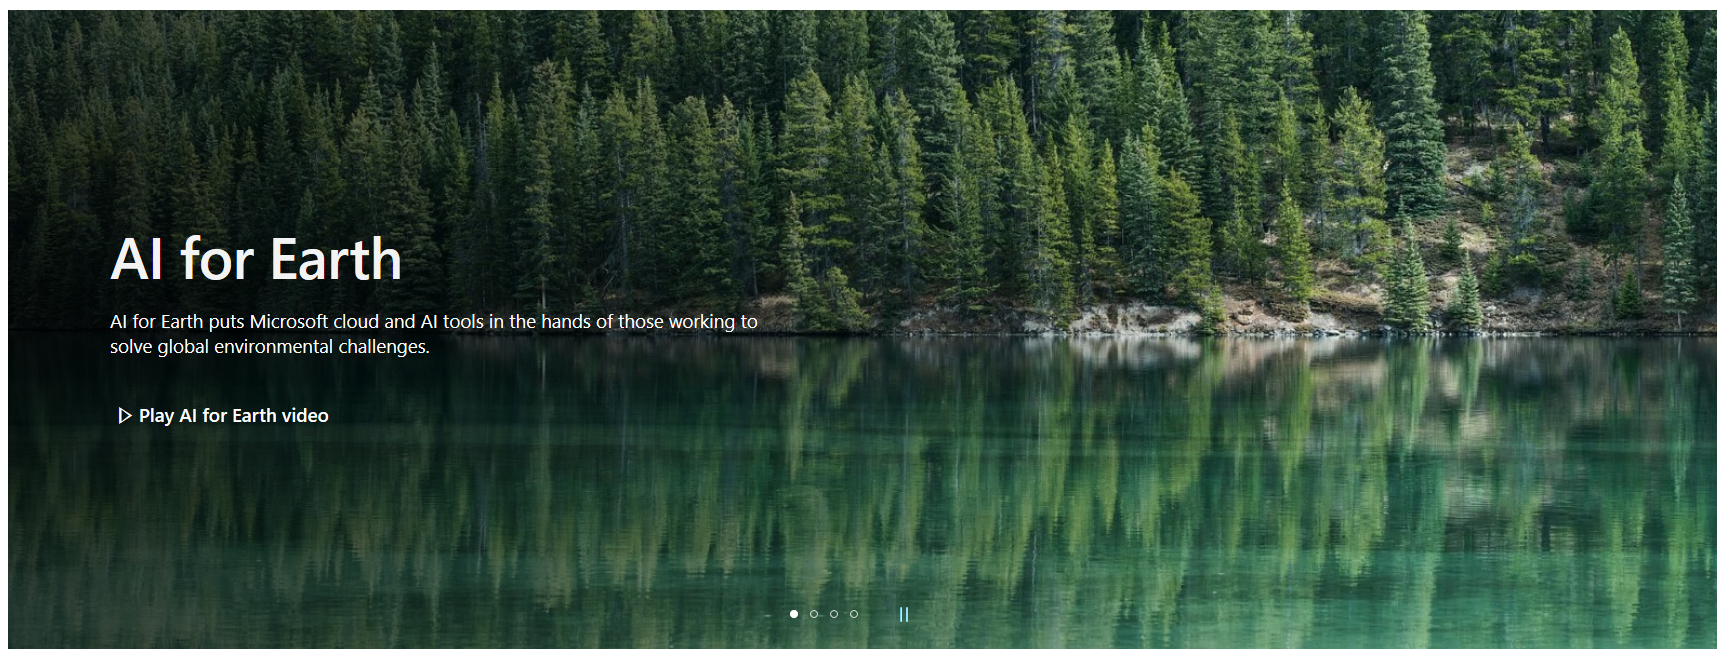 AI for Earth
AI for Earth puts Microsoft cloud and AI tools in the hands of those working to
solve global environmental challenges.
Play AI for Earth video